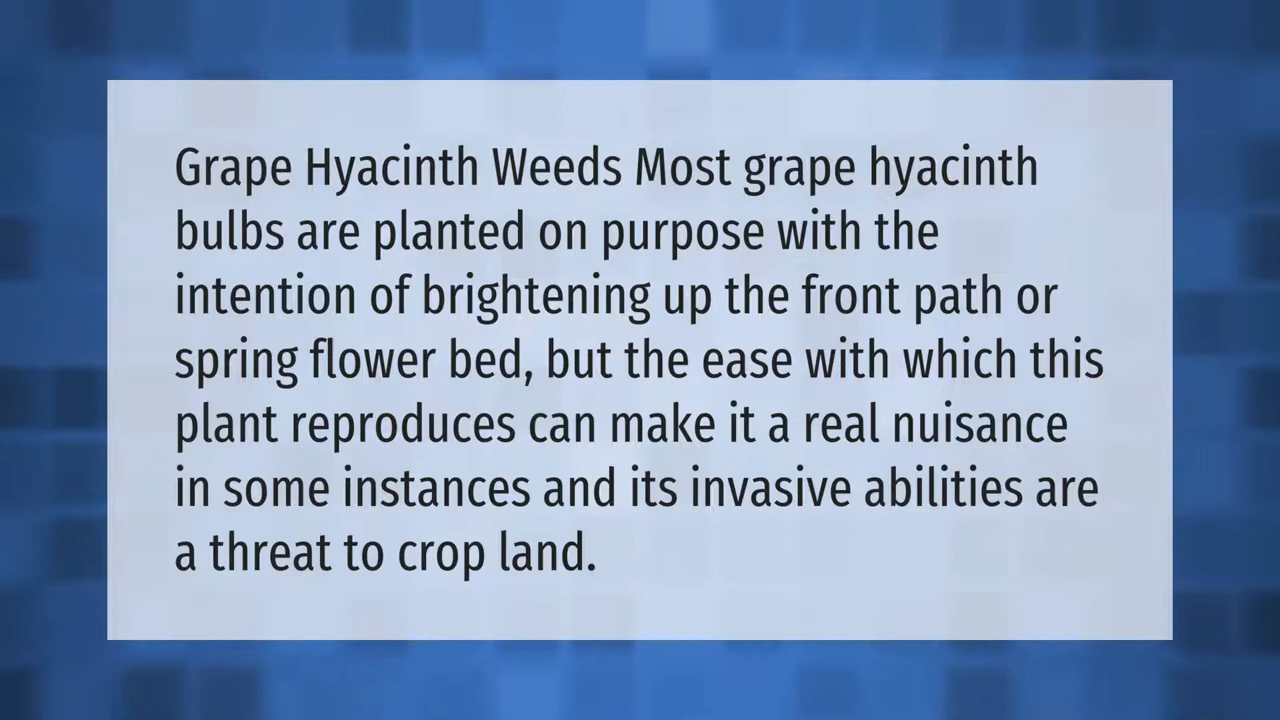 Grape Hyacinth Weeds Most grape hyacinth
bulbs are planted on purpose with the
intention of brightening up the front path or
spring flower bed, but the ease with which this
plant reproduces can make it a real nuisance
in some instances and its invasive abilities are
a threat to crop land.